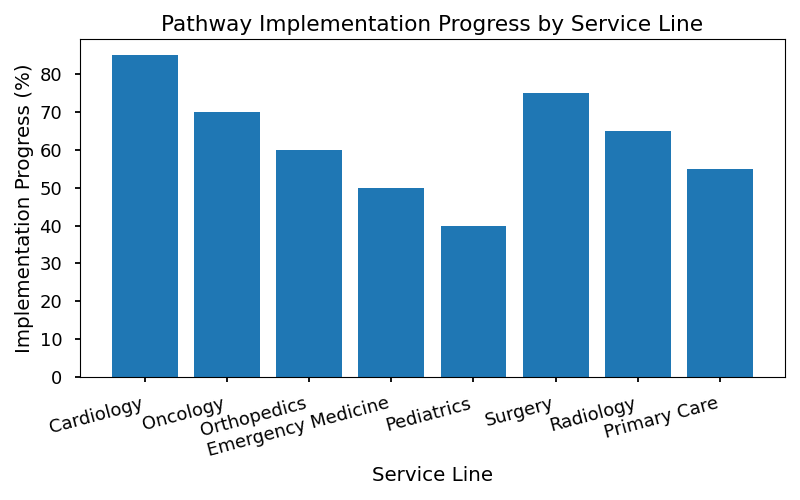 Pathway Implementation Progress by Service Line
Implementation Progress (%)
80
70
60
50
40
30
20
10
0
Cardiology
Oncology
Orthopedics
Emergency Medicine
Pediatrics
Surgery
Radiology
Primary Care
Service Line